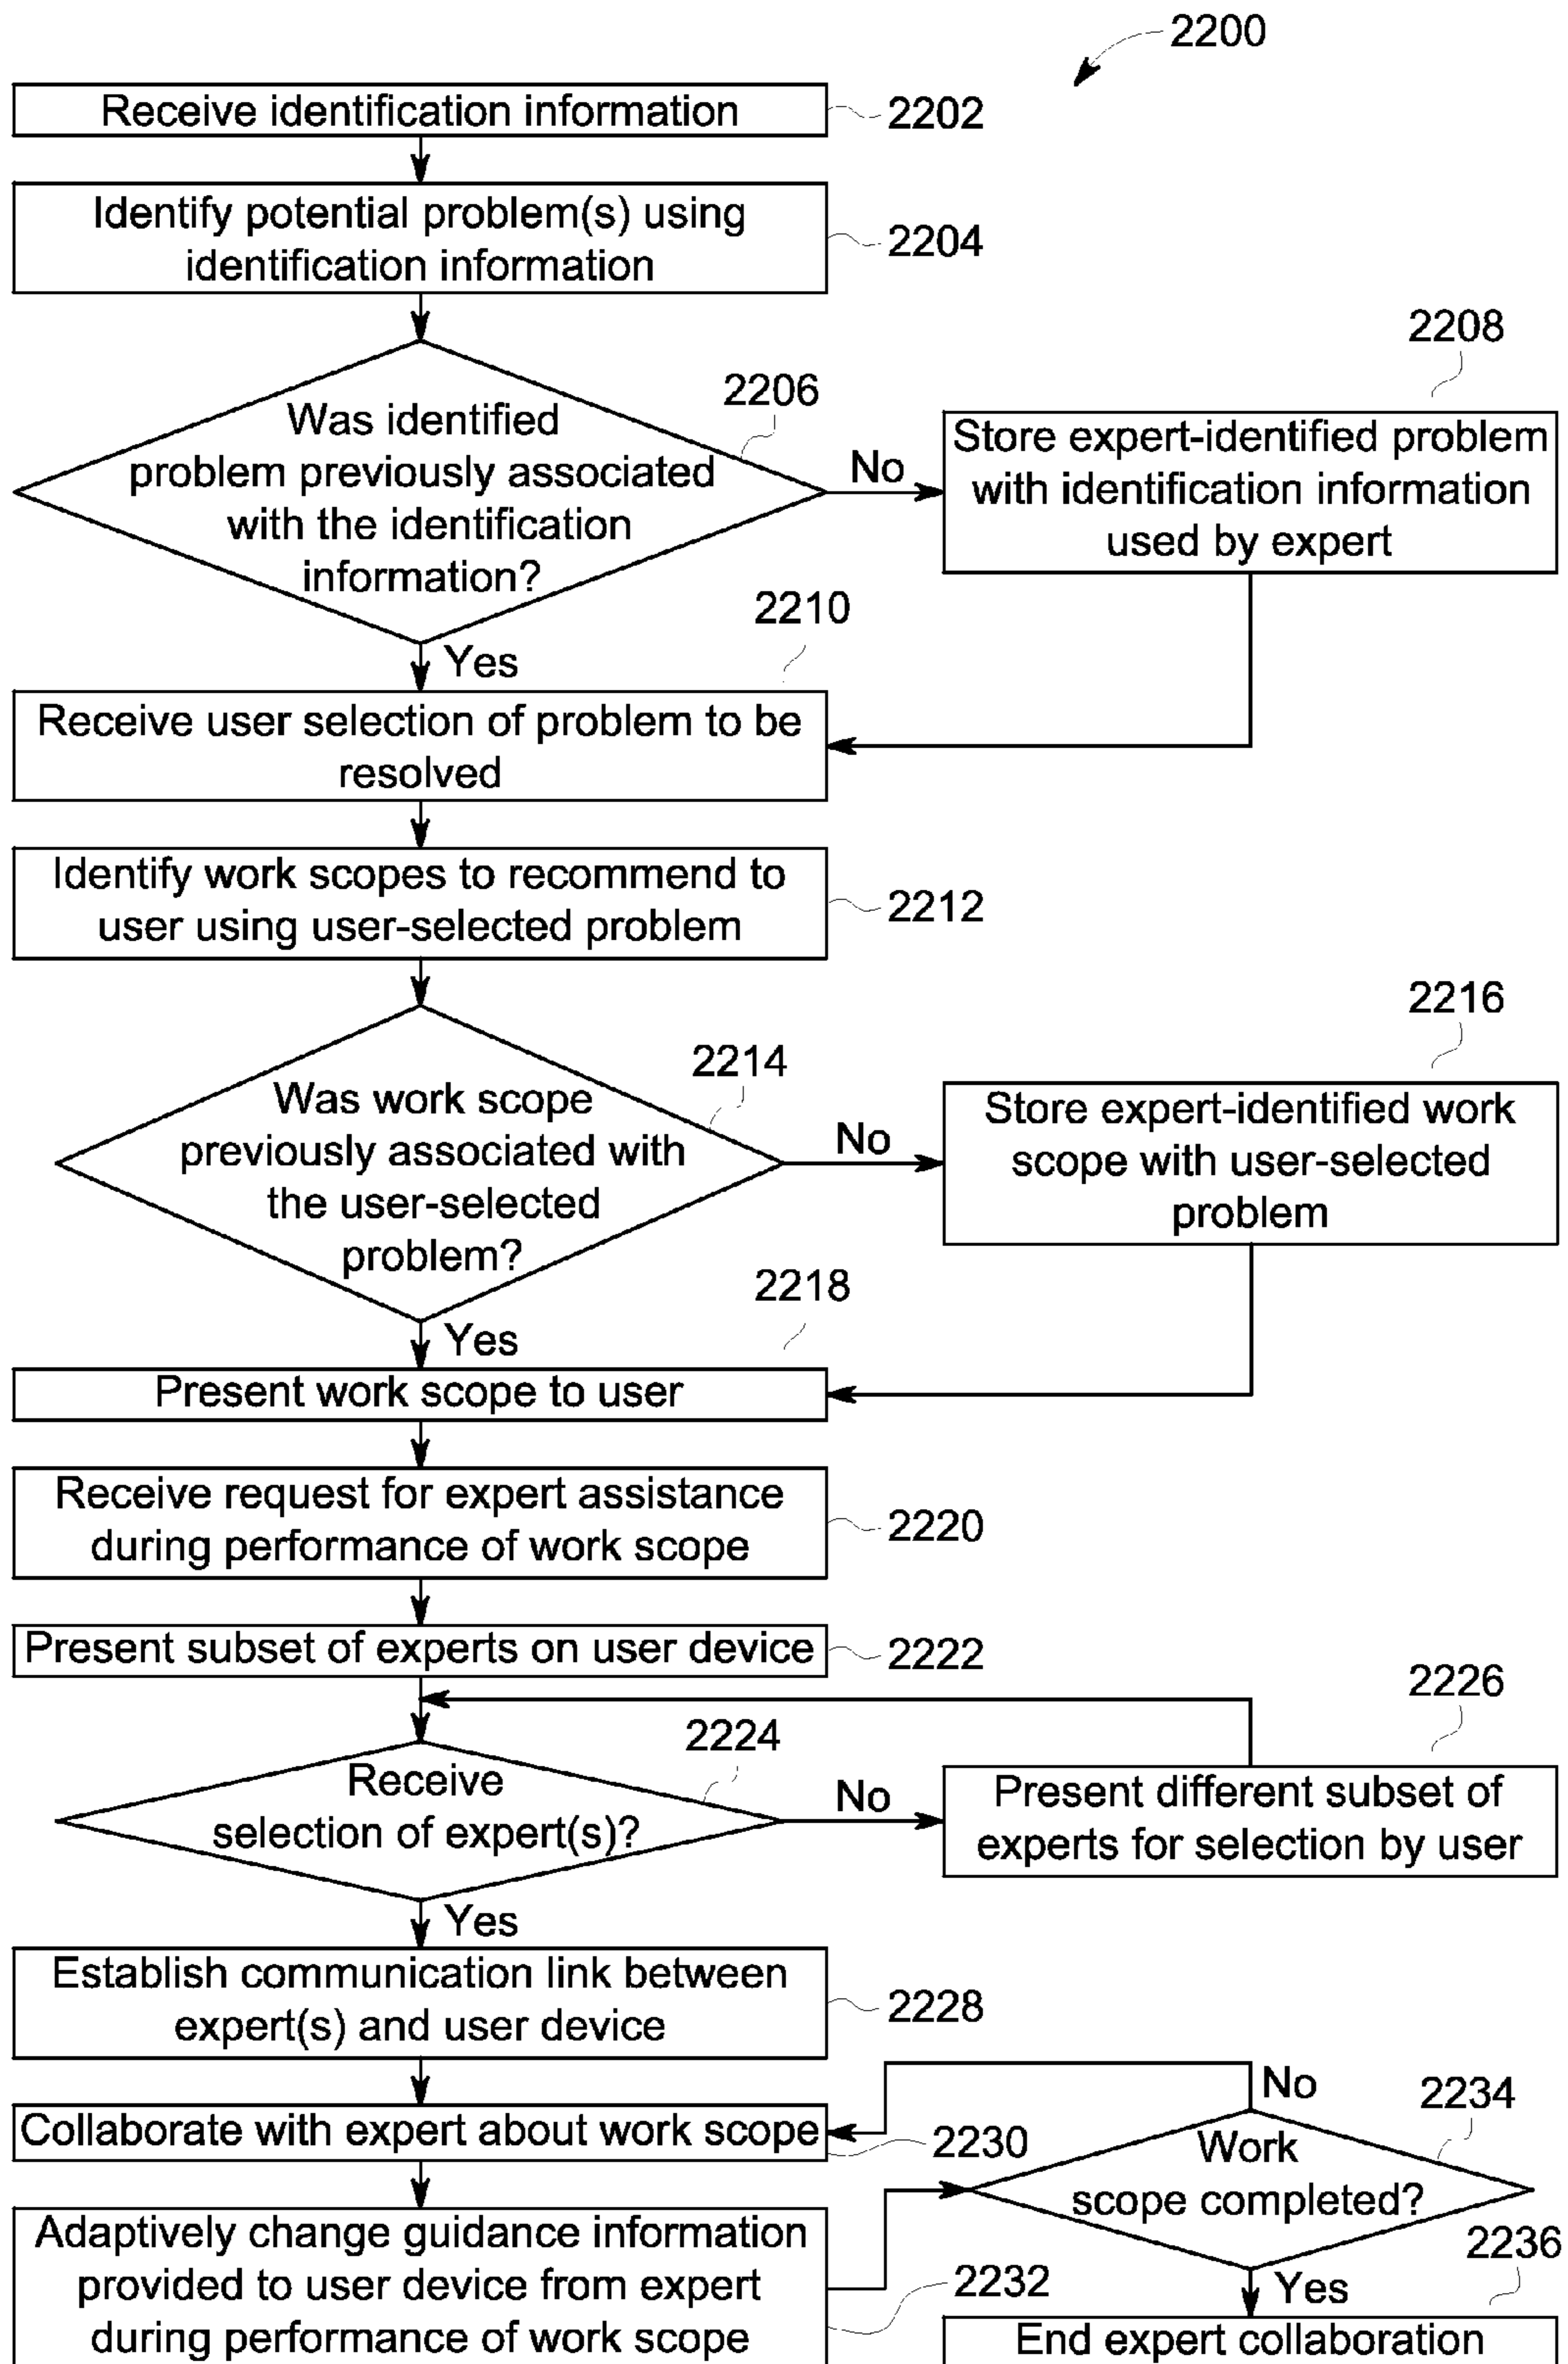 2200
Receive identification information
2202
Identify potential problem(s) using
identification information
2204
Was identified
problem previously associated
with the identification
information?
2206
No
2208
Store expert-identified problem
with identification information
used by expert
Yes
2210
Receive user selection of problem to be
resolved
Identify work scopes to recommend to
user using user-selected problem
2212
Was work scope
previously associated with
the user-selected
problem?
2214
No
2216
Store expert-identified work
scope with user-selected
problem
Yes
2218
Present work scope to user
Receive request for expert assistance
during performance of work scope
2220
Present subset of experts on user device
2222
Receive
selection of expert(s)?
2224
No
2226
Present different subset of
experts for selection by user
Yes
Establish communication link between
expert(s) and user device
2228
Collaborate with expert about work scope
2230
Adaptively change guidance information
provided to user device from expert
during performance of work scope
2232
No
2234
Work
scope completed?
Yes
2236
End expert collaboration